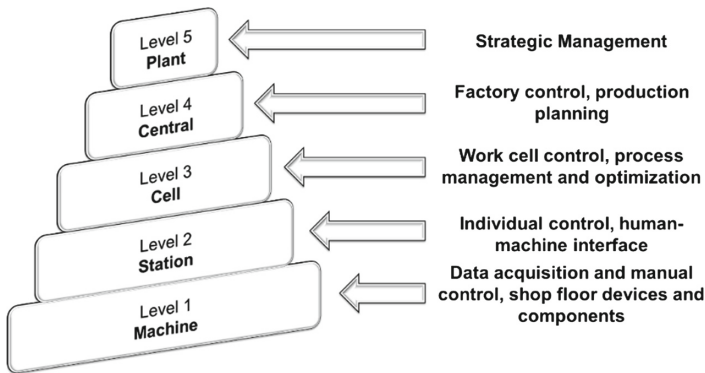 Level 5
Plant
Strategic Management
Level 4
Central
Factory control, production
planning
Level 3
Cell
Work cell control, process
management and optimization
Level 2
Station
Individual control, human-
machine interface
Level 1
Machine
Data acquisition and manual
control, shop floor devices and
components